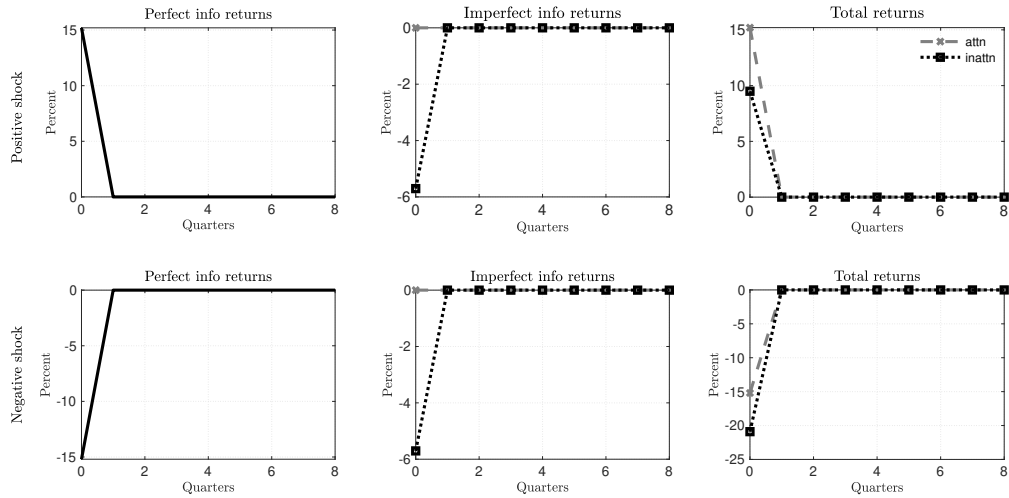 Perfect info returns
Imperfect info returns
Total returns
Positive shock
Percent
15
10
5
0
0 2 4 6 8
Quarters
Percent
0
-2
-4
-6
0 2 4 6 8
Quarters
Percent
15
10
5
0
0 2 4 6 8
Quarters
attn
inattn
Perfect info returns
Imperfect info returns
Total returns
Negative shock
Percent
0
-5
-10
-15
0 2 4 6 8
Quarters
Percent
0
-2
-4
-6
0 2 4 6 8
Quarters
Percent
0
-5
-10
-15
-20
-25
0 2 4 6 8
Quarters